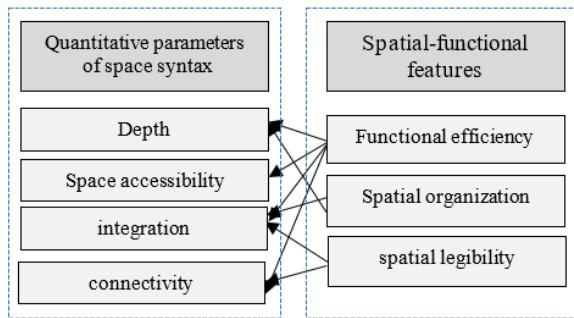 Quantitative parameters
of space syntax
Depth
Space accessibility
integration
connectivity
Spatial-functional
features
Functional efficiency
Spatial organization
spatial legibility